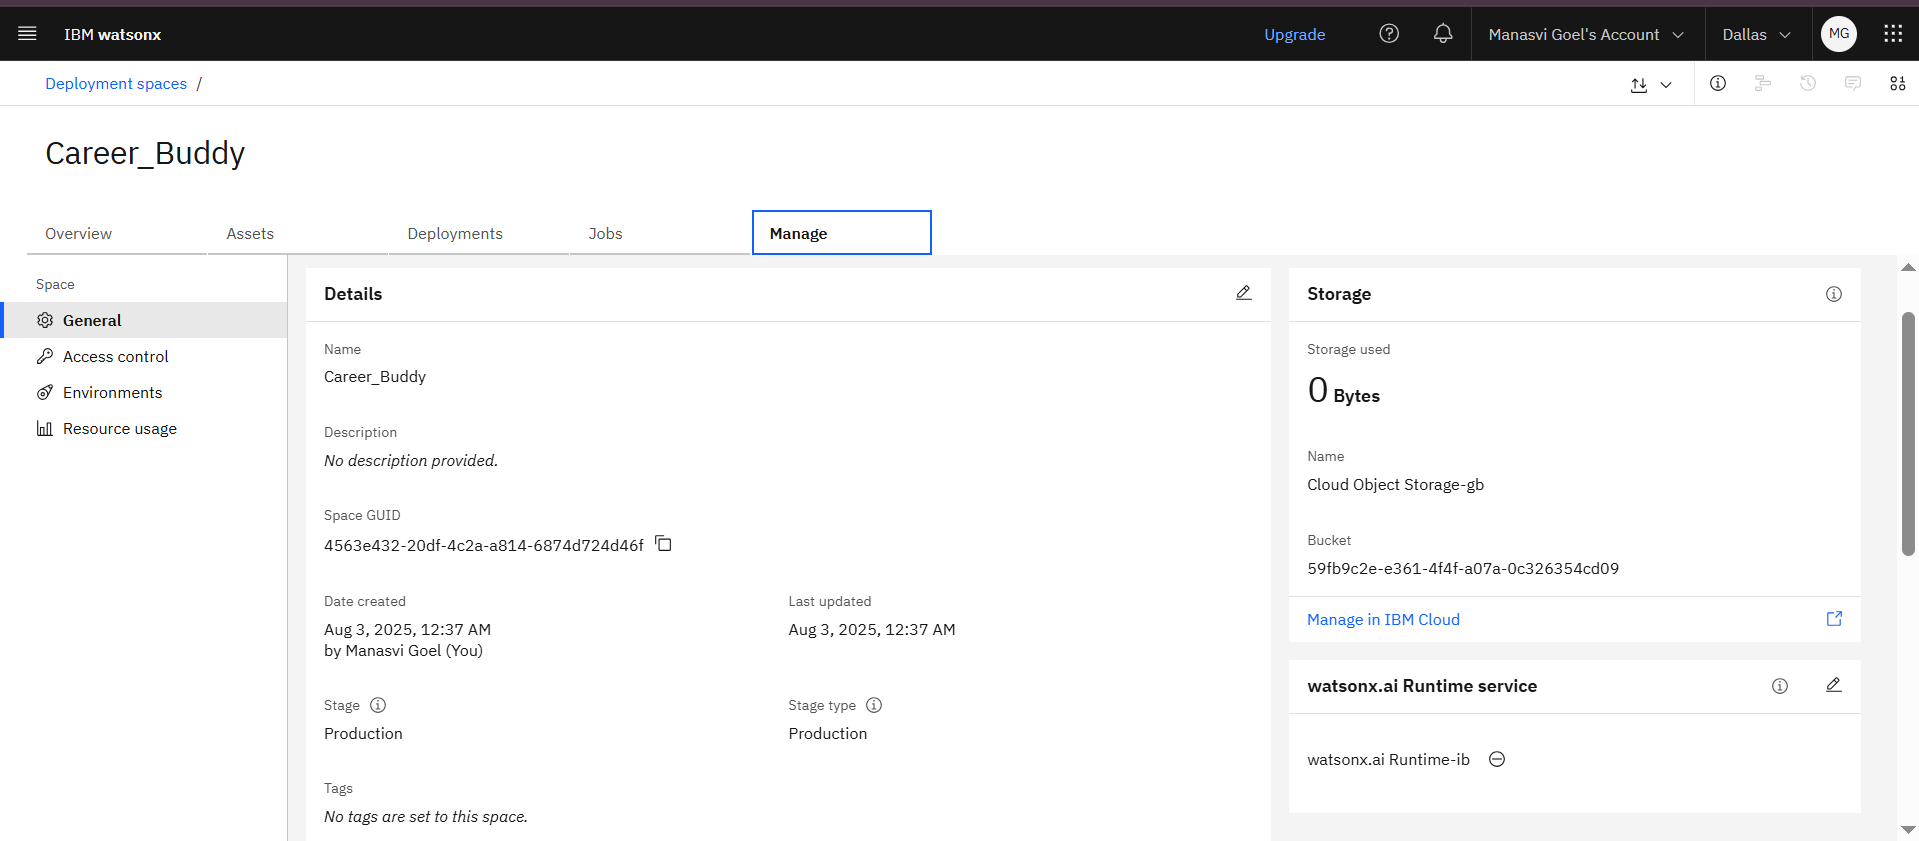 IBM watsonx
Upgrade
Manasvi Goel's Account
Dallas
MG
Deployment spaces /
Career_Buddy
Overview
Assets
Deployments
Jobs
Manage
Space
General
Access control
Environments
Resource usage
Details
Name
Career_Buddy
Description
No description provided.
Space GUID
4563e432-20df-4c2a-a814-6874d724d46f
Date created
Aug 3, 2025, 12:37 AM
by Manasvi Goel (You)
Last updated
Aug 3, 2025, 12:37 AM
Stage
Production
Stage type
Production
Tags
No tags are set to this space.
Storage
Storage used
0 Bytes
Name
Cloud Object Storage-gb
Bucket
59fb9c2e-e361-4f4f-a07a-0c326354cd09
Manage in IBM Cloud
watsonx.ai Runtime service
watsonx.ai Runtime-ib